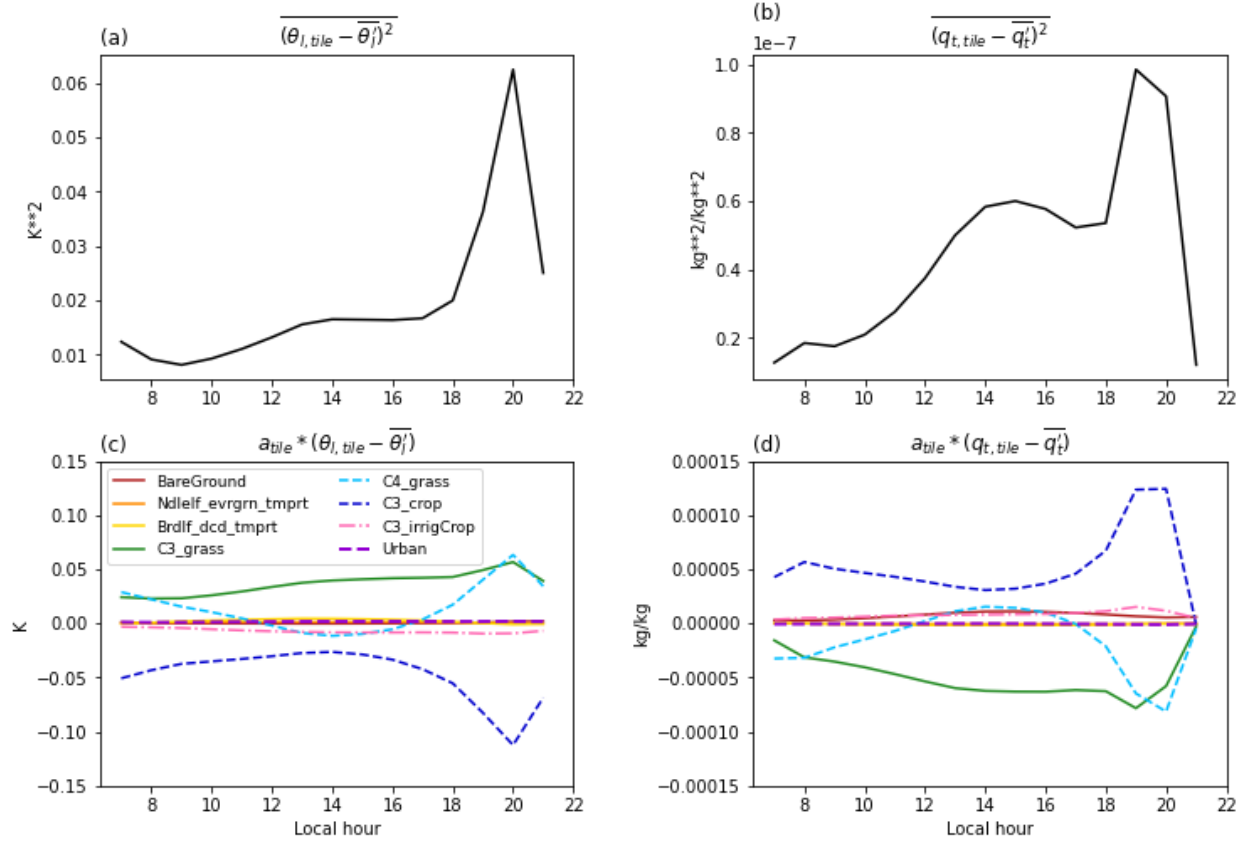 (a) $\overline{(\theta_{l,tile} - \overline{\theta_l'})^2}$
0.06
0.05
0.04
0.03
0.02
0.01
K**2
8 10 12 14 16 18 20 22
(b) $\overline{(q_{t,tile} - \overline{q_t'})^2}$
1e−7
1.0
0.8
0.6
0.4
0.2
kg**2/kg**2
8 10 12 14 16 18 20 22
(c) $a_{tile} * (\theta_{l,tile} - \overline{\theta_l'})$
0.15
0.10
0.05
0.00
−0.05
−0.10
−0.15
K
BareGround
Ndlelf_evrgrn_tmprt
Brdlf_dcd_tmprt
C3_grass
C4_grass
C3_crop
C3_irrigCrop
Urban
8 10 12 14 16 18 20 22
Local hour
(d) $a_{tile} * (q_{t,tile} - \overline{q_t'})$
0.00015
0.00010
0.00005
0.00000
−0.00005
−0.00010
−0.00015
kg/kg
8 10 12 14 16 18 20 22
Local hour